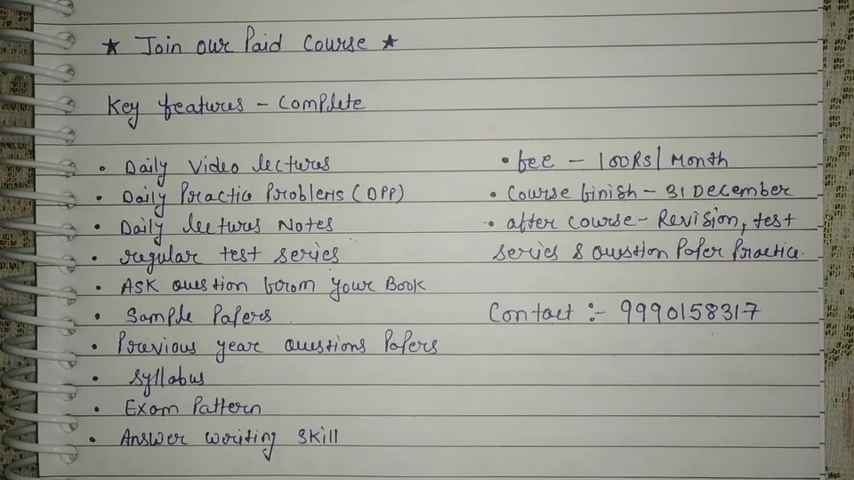 ★ Join our Paid Course ★
Key features - Complete
• Daily Video lectures
• Daily Practice Problems (DPP)
• Daily lectures Notes
• regular test series
• ASK question from your Book
• Sample Papers
• Previous year questions Papers
• Syllabus
• Exam Pattern
• Answer writing skill
• fee - 100Rs/Month
• Course finish - 31 December
• after course - Revision, test
series & question Paper Practice.
Contact :- 9990158317